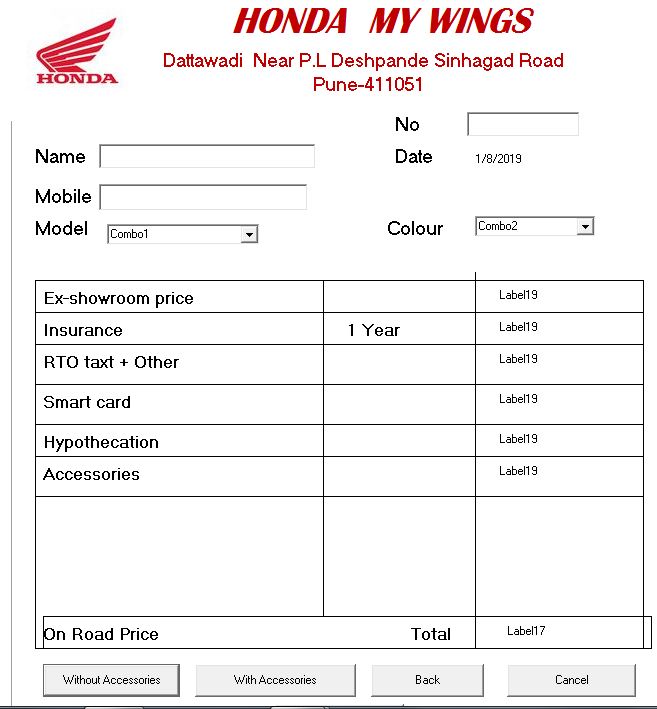 HONDA MY WINGS
HONDA
Dattawadi Near P.L Deshpande Sinhagad Road
Pune-411051
No
Name
Date 1/8/2019
Mobile
Model Combo1 Colour Combo2
Ex-showroom price Label19
Insurance 1 Year Label19
RTO taxt + Other Label19
Smart card Label19
Hypothecation Label19
Accessories Label19
On Road Price Total Label17
Without Accessories With Accessories Back Cancel